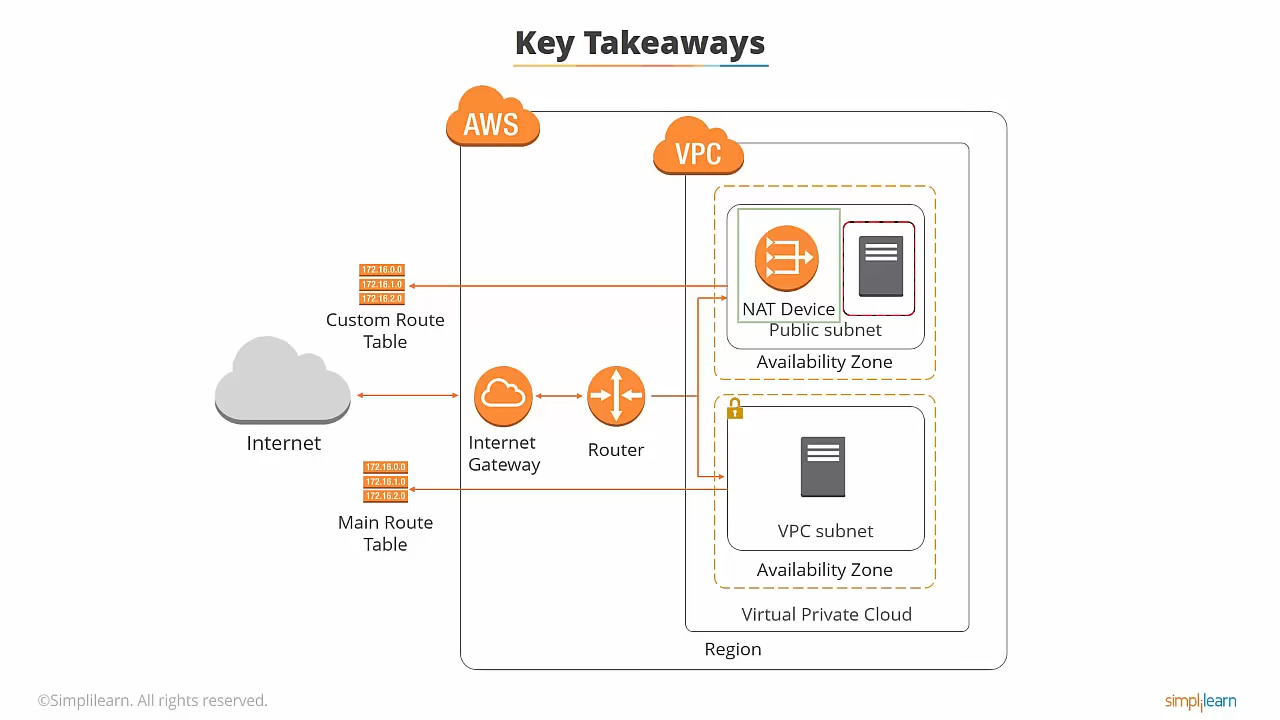 Key Takeaways
AWS
VPC
172.16.0.0
172.16.1.0
172.16.2.0
Custom Route
Table
NAT Device
Public subnet
Availability Zone
Internet
Internet
Gateway
Router
172.16.0.0
172.16.1.0
172.16.2.0
Main Route
Table
VPC subnet
Availability Zone
Virtual Private Cloud
Region
©Simplilearn. All rights reserved.
simplilearn